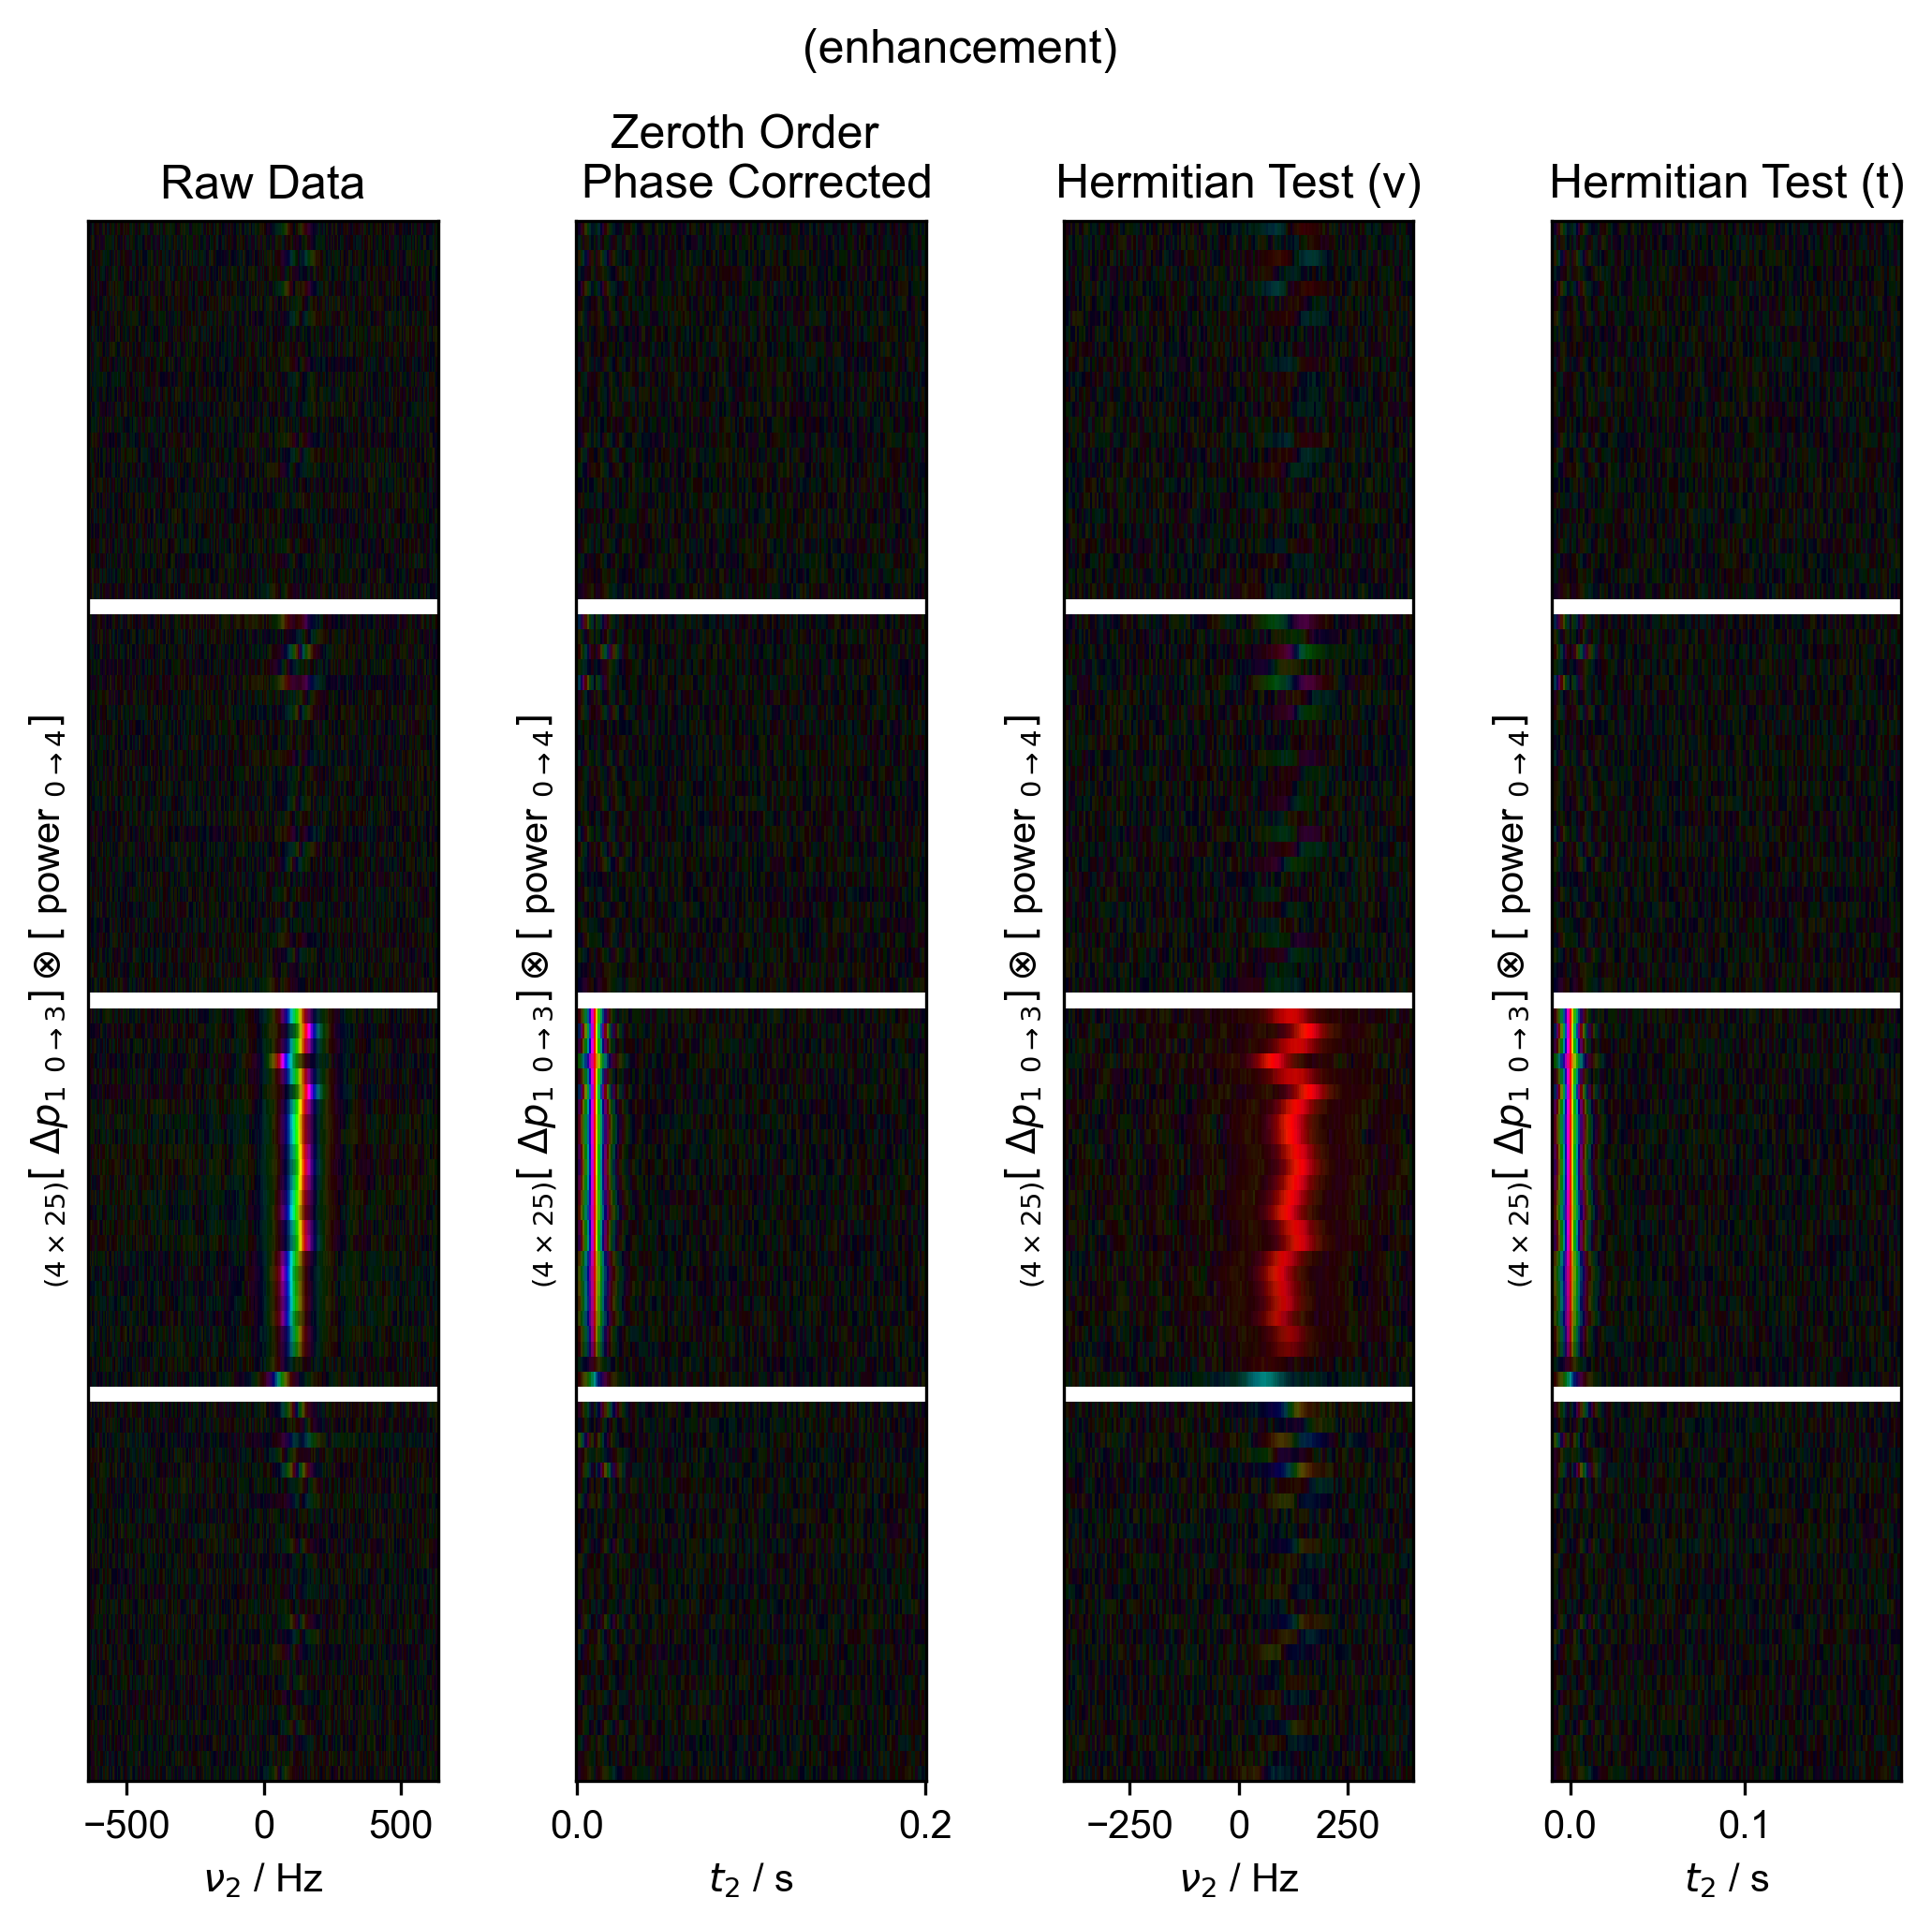 (enhancement)
Raw Data
Zeroth Order
Phase Corrected
Hermitian Test (v)
Hermitian Test (t)
(4 × 25)[ Δp₁ ₀→₃] ⊗ [ power ₀→₄]
(4 × 25)[ Δp₁ ₀→₃] ⊗ [ power ₀→₄]
(4 × 25)[ Δp₁ ₀→₃] ⊗ [ power ₀→₄]
(4 × 25)[ Δp₁ ₀→₃] ⊗ [ power ₀→₄]
−500 0 500
ν₂ / Hz
0.0 0.2
t₂ / s
−250 0 250
ν₂ / Hz
0.0 0.1
t₂ / s